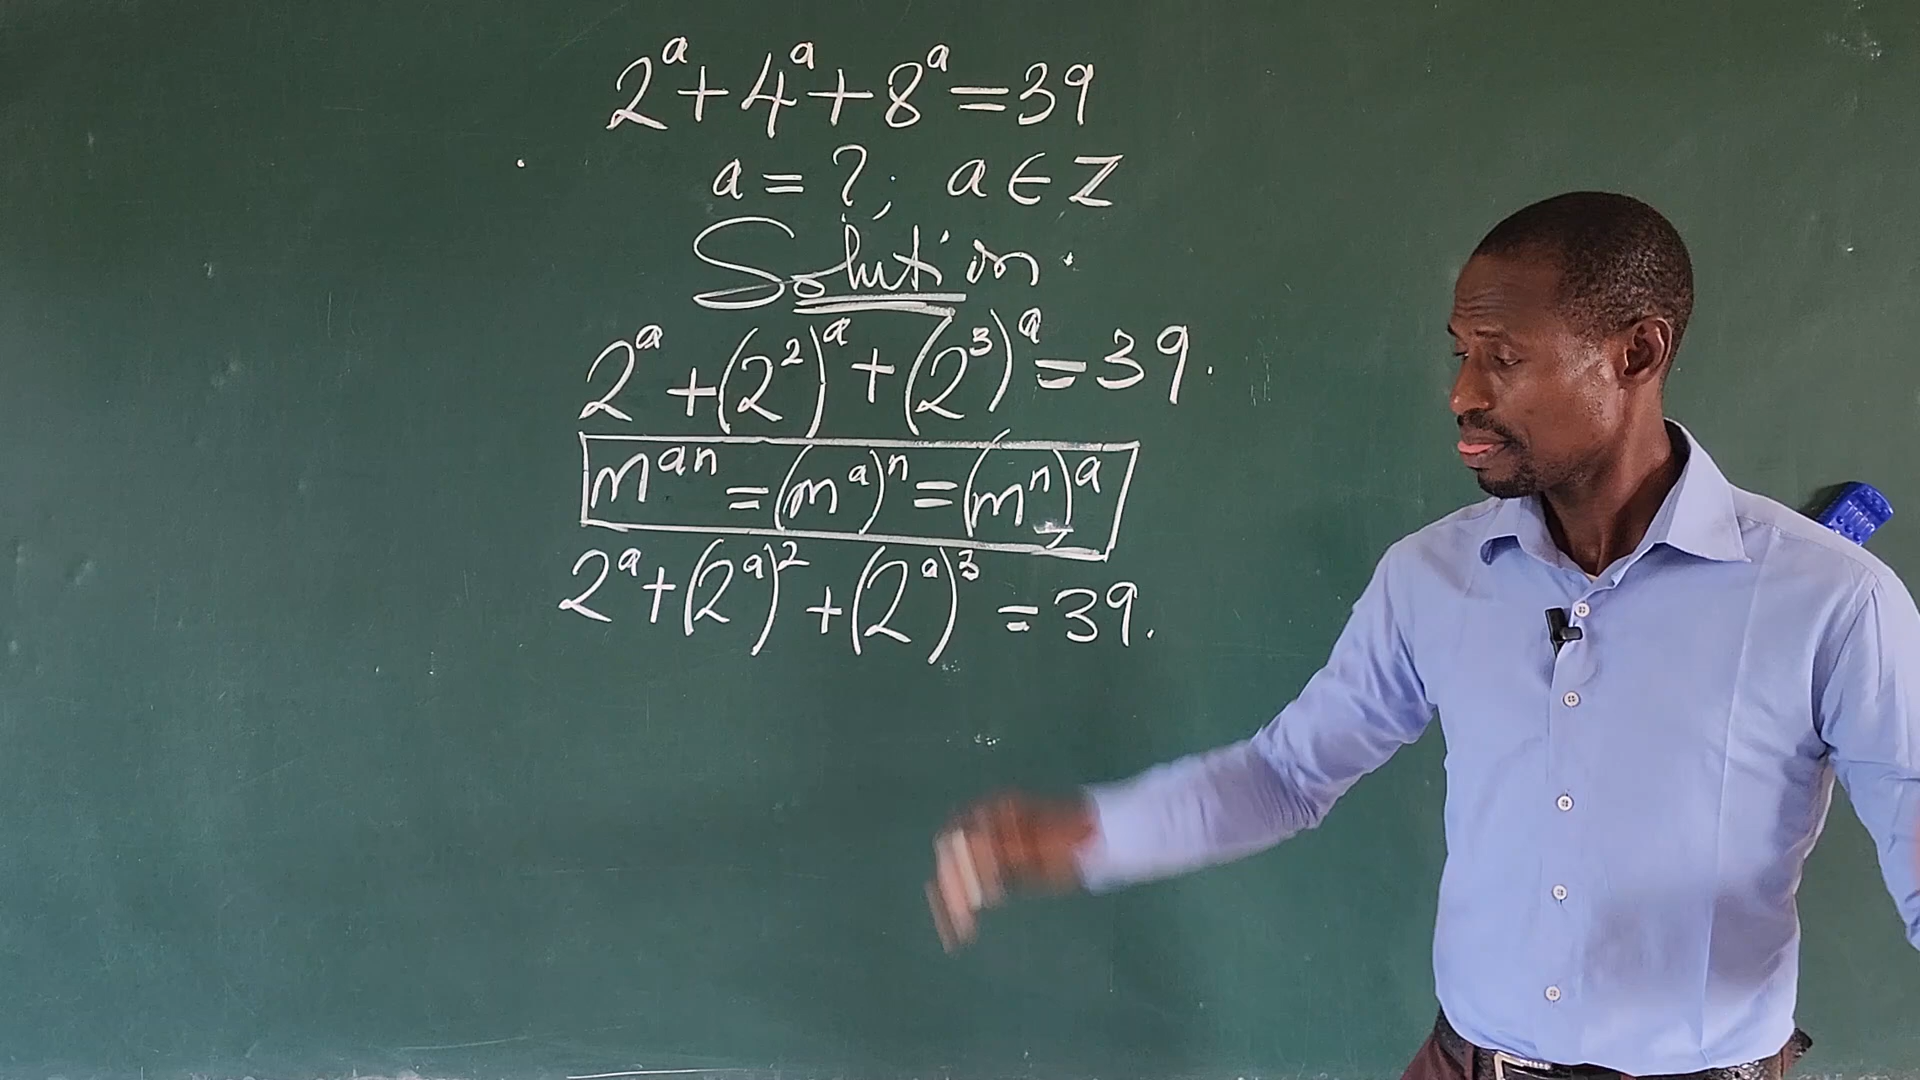 2^a + 4^a + 8^a = 39
a = ?; a ∈ Z
Solution.
2^a + (2^2)^a + (2^3)^a = 39.
m^an = (m^a)^n = (m^n)^a
2^a + (2^a)^2 + (2^a)^3 = 39.